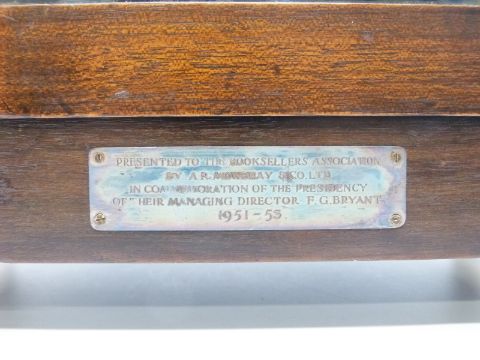 PRESENTED TO THE BOOKSELLERS ASSOCIATION
BY A.R. MOWBRAY & CO LTD
IN COMMEMORATION OF THE PRESIDENCY
OF THEIR MANAGING DIRECTOR F.G. BRYANT
1951-53